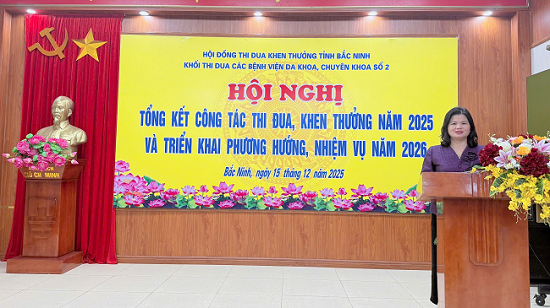 HỘI ĐỒNG THI ĐUA KHEN THƯỞNG TỈNH BẮC NINH
KHỐI THI ĐUA CÁC BỆNH VIỆN ĐA KHOA, CHUYÊN KHOA SỐ 2
HỘI NGHỊ
TỔNG KẾT CÔNG TÁC THI ĐUA, KHEN THƯỞNG NĂM 2025
VÀ TRIỂN KHAI PHƯƠNG HƯỚNG, NHIỆM VỤ NĂM 2026
Bắc Ninh, ngày 15 tháng 12 năm 2025